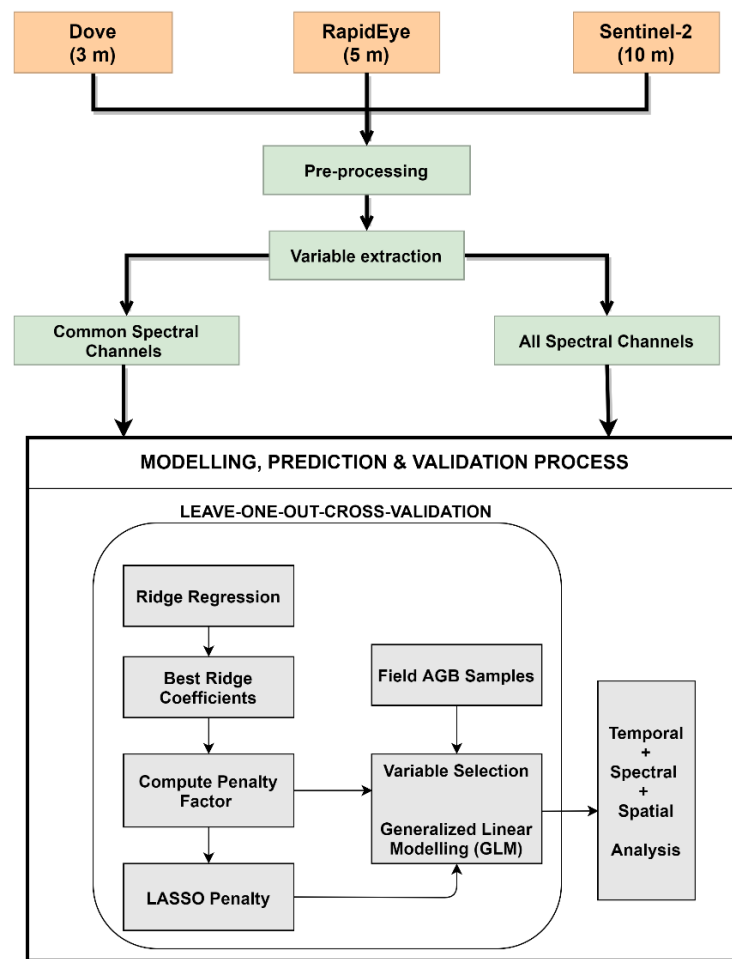 Dove
(3 m)
RapidEye
(5 m)
Sentinel-2
(10 m)
Pre-processing
Variable extraction
Common Spectral
Channels
All Spectral Channels
MODELLING, PREDICTION & VALIDATION PROCESS
LEAVE-ONE-OUT-CROSS-VALIDATION
Ridge Regression
Best Ridge
Coefficients
Field AGB Samples
Compute Penalty
Factor
Variable Selection
Generalized Linear
Modelling (GLM)
LASSO Penalty
Temporal
+
Spectral
+
Spatial
Analysis